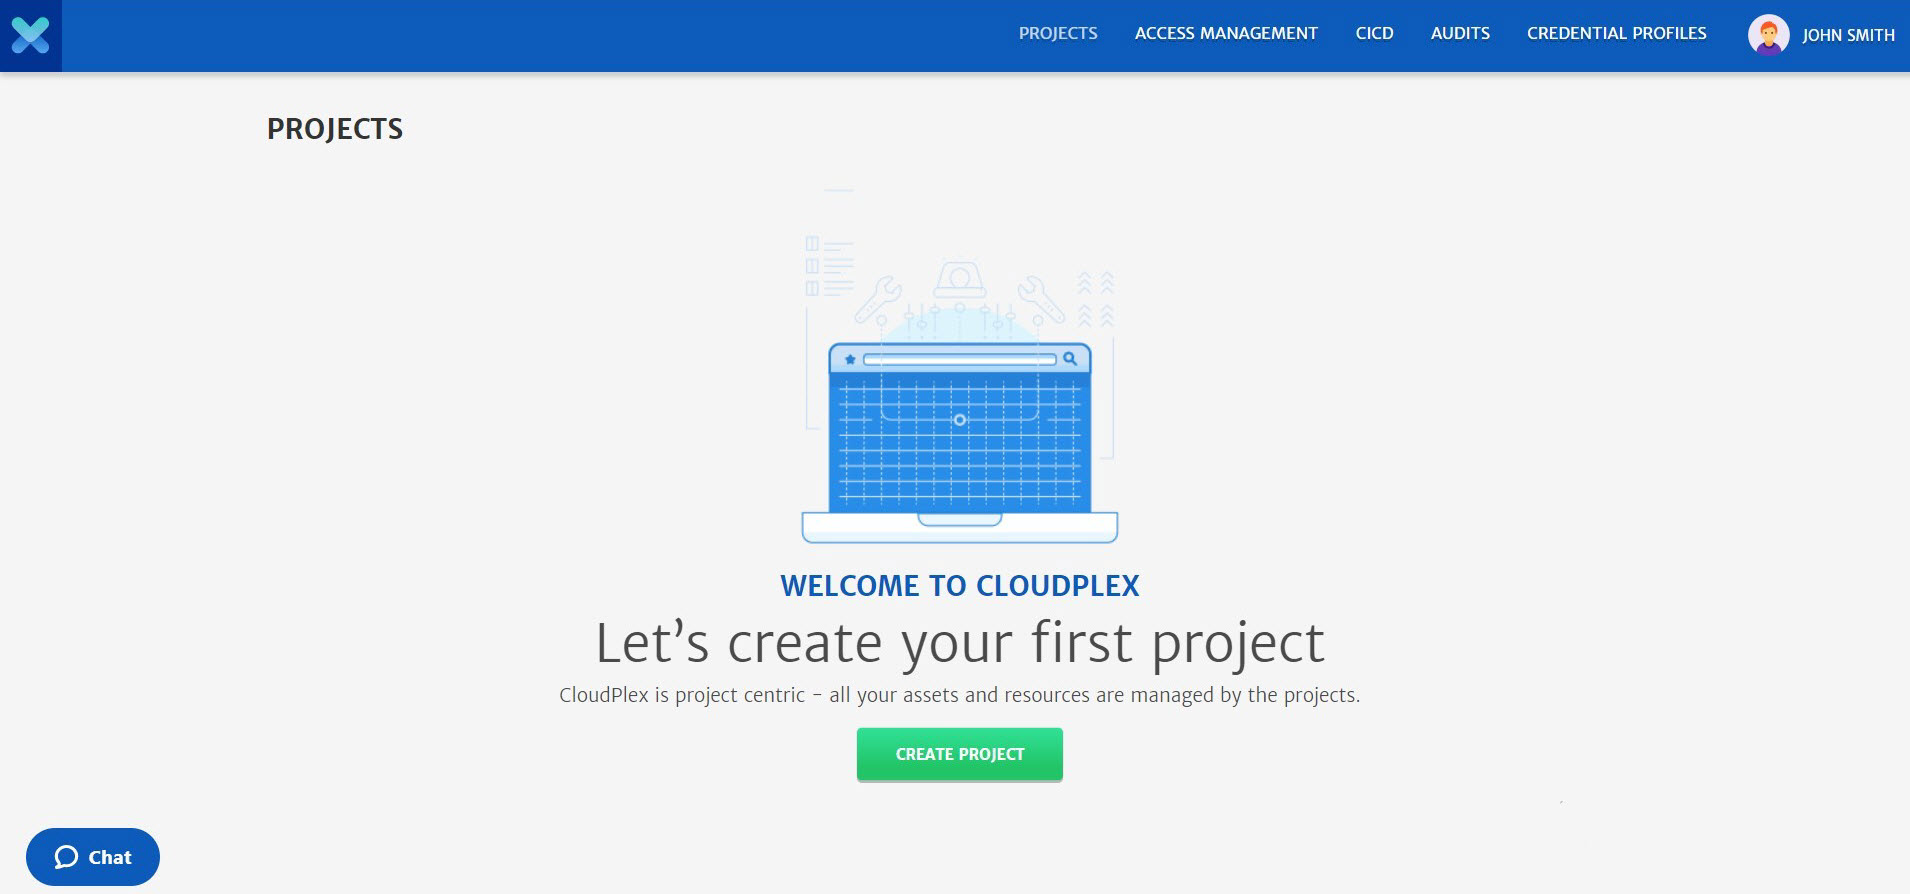 PROJECTS
ACCESS MANAGEMENT
CICD
AUDITS
CREDENTIAL PROFILES
JOHN SMITH
PROJECTS
WELCOME TO CLOUDPLEX
Let’s create your first project
CloudPlex is project centric - all your assets and resources are managed by the projects.
CREATE PROJECT
Chat